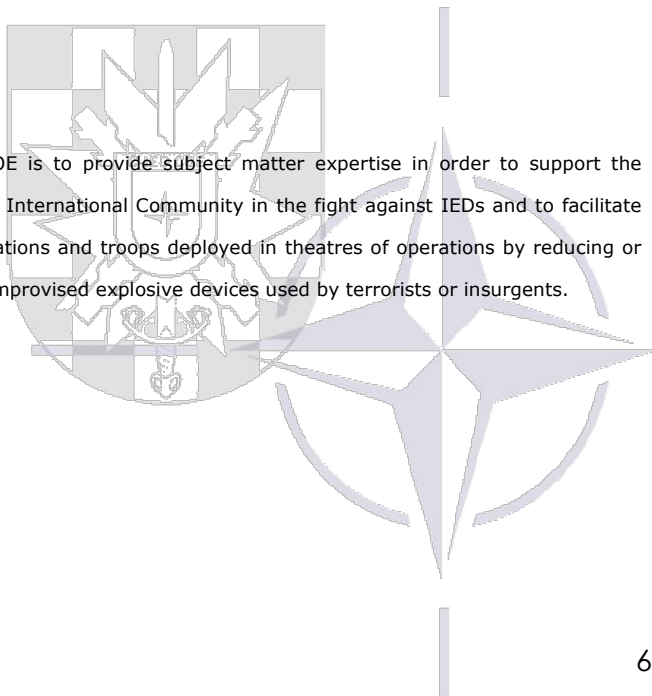 OE is to provide subject matter expertise in order to support the
International Community in the fight against IEDs and to facilitate
ations and troops deployed in theatres of operations by reducing or
mprovised explosive devices used by terrorists or insurgents.
6